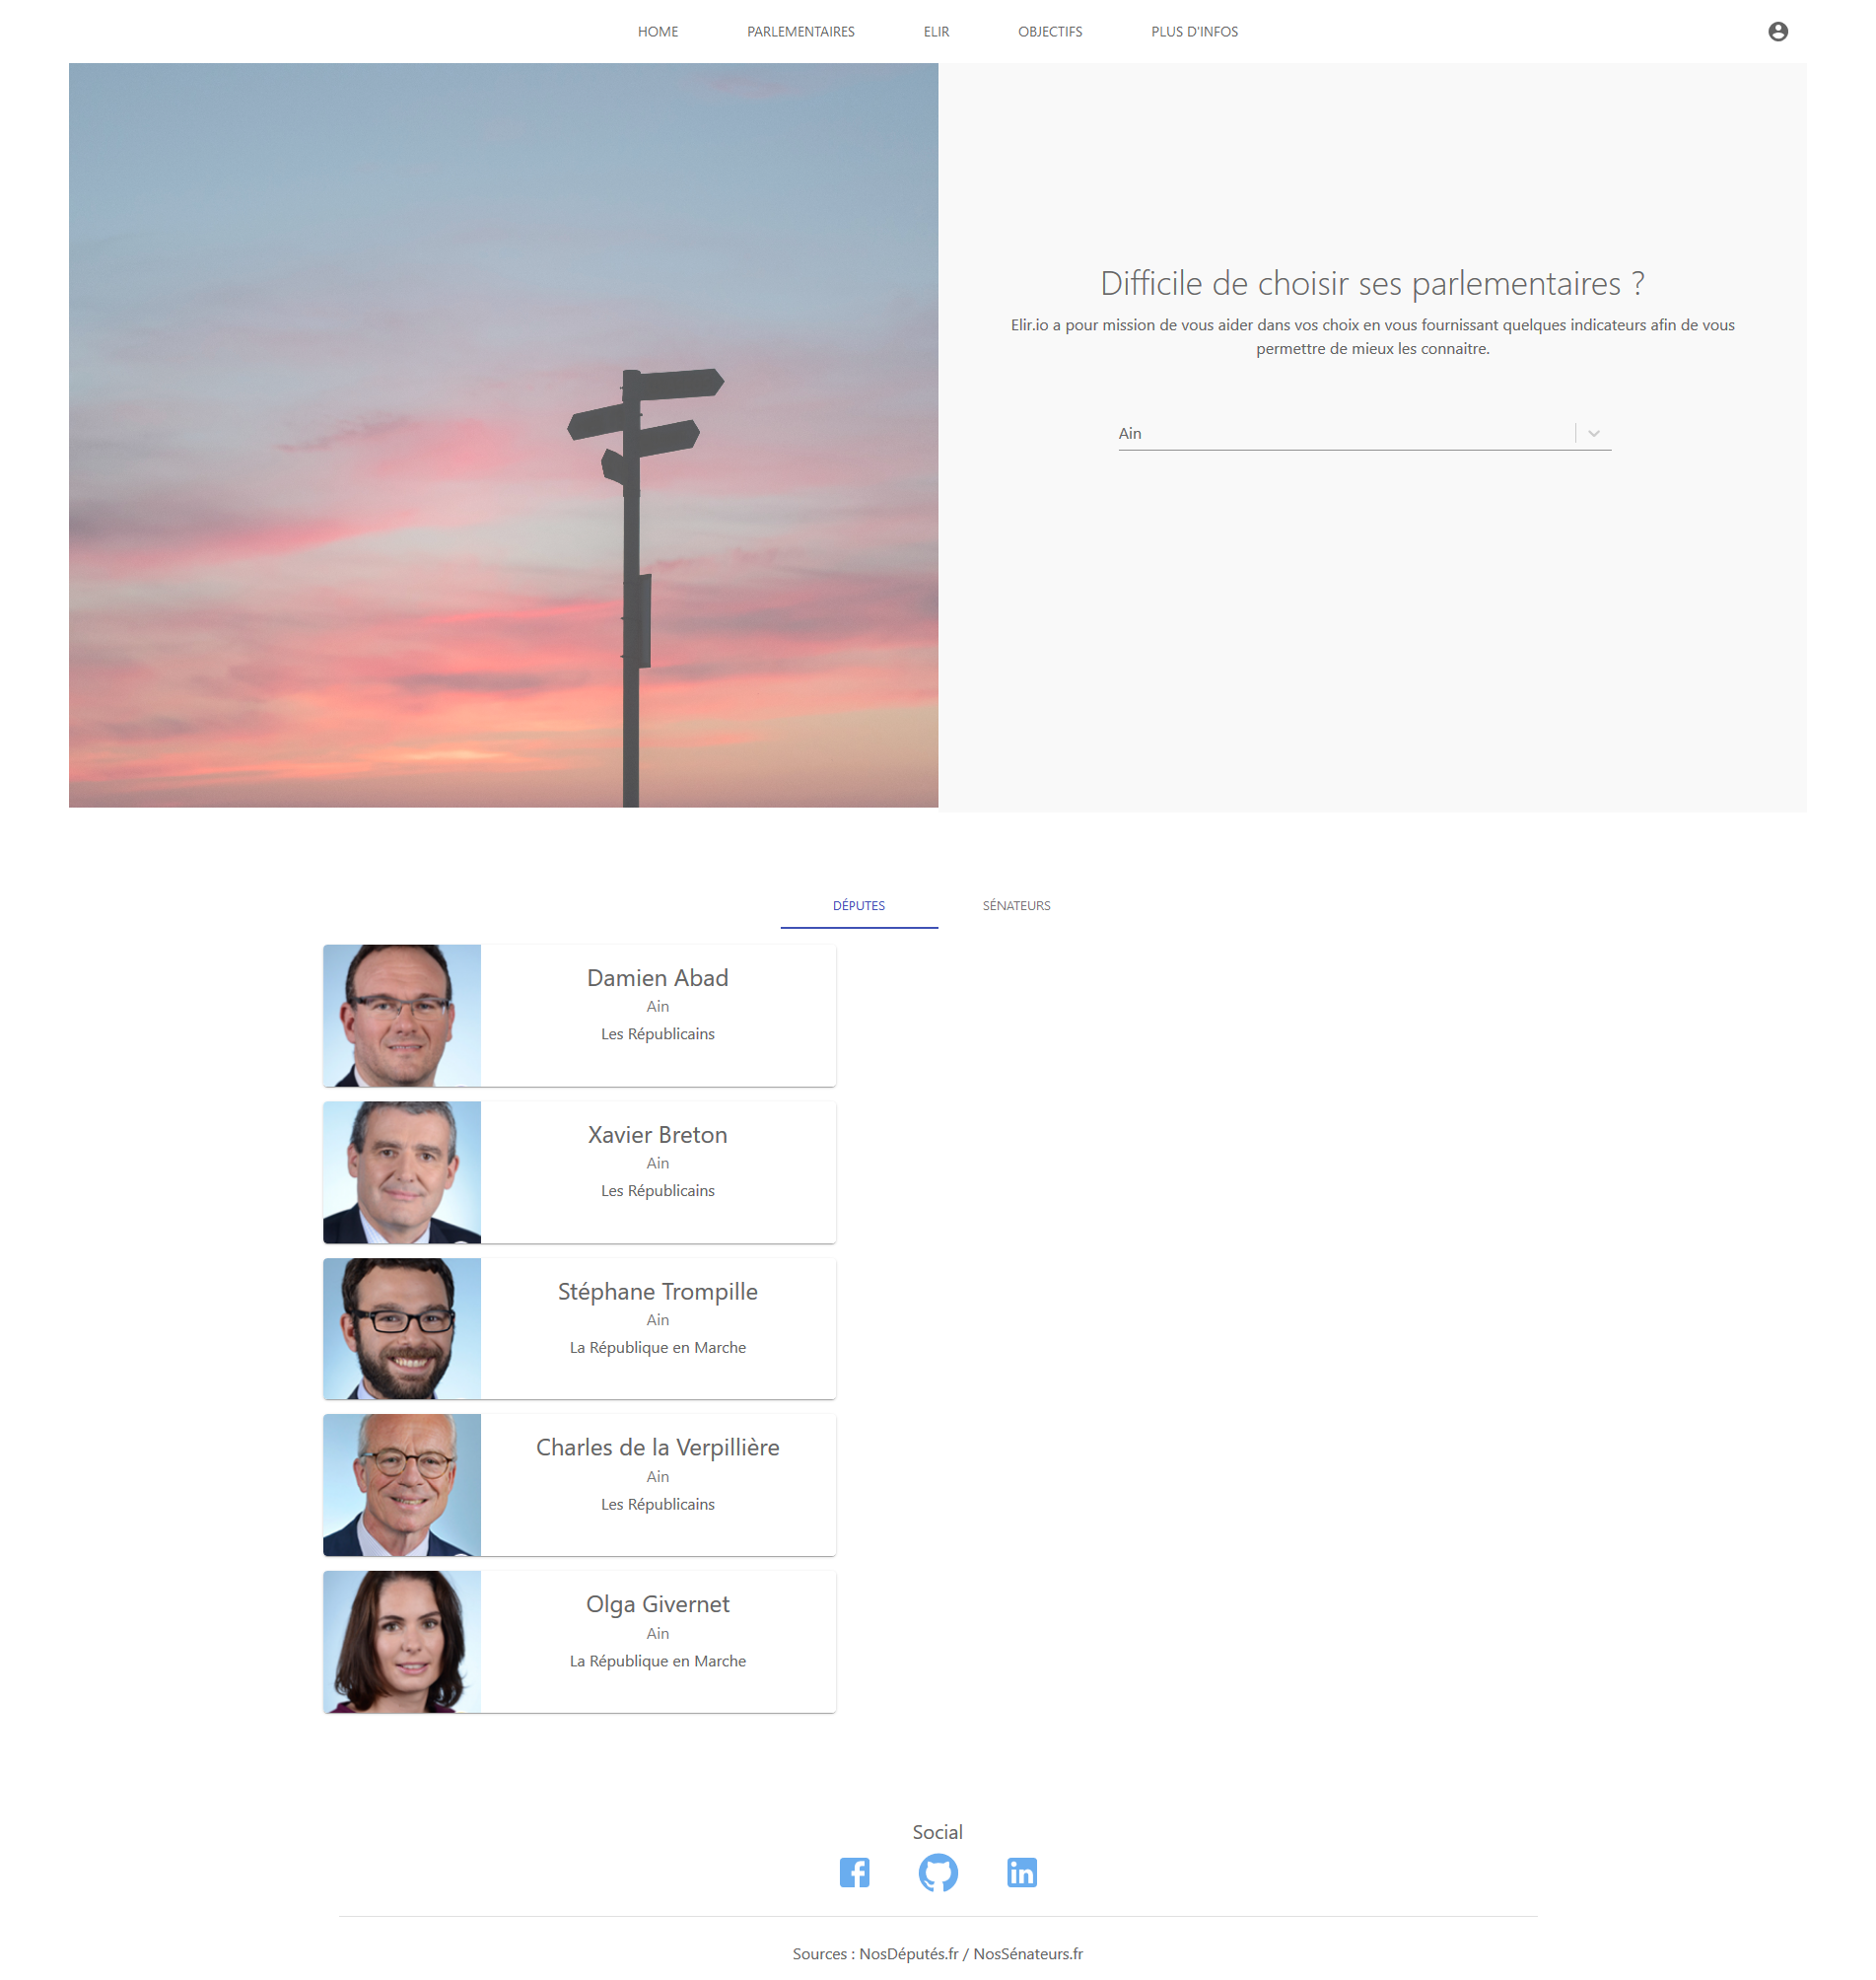 HOME PARLEMENTAIRES ELIR OBJECTIFS PLUS D'INFOS
Difficile de choisir ses parlementaires ?
Elir.io a pour mission de vous aider dans vos choix en vous fournissant quelques indicateurs afin de vous
permettre de mieux les connaitre.
Ain
DÉPUTES SÉNATEURS
Damien Abad
Ain
Les Républicains
Xavier Breton
Ain
Les Républicains
Stéphane Trompille
Ain
La République en Marche
Charles de la Verpillière
Ain
Les Républicains
Olga Givernet
Ain
La République en Marche
Social
Sources : NosDéputés.fr / NosSénateurs.fr